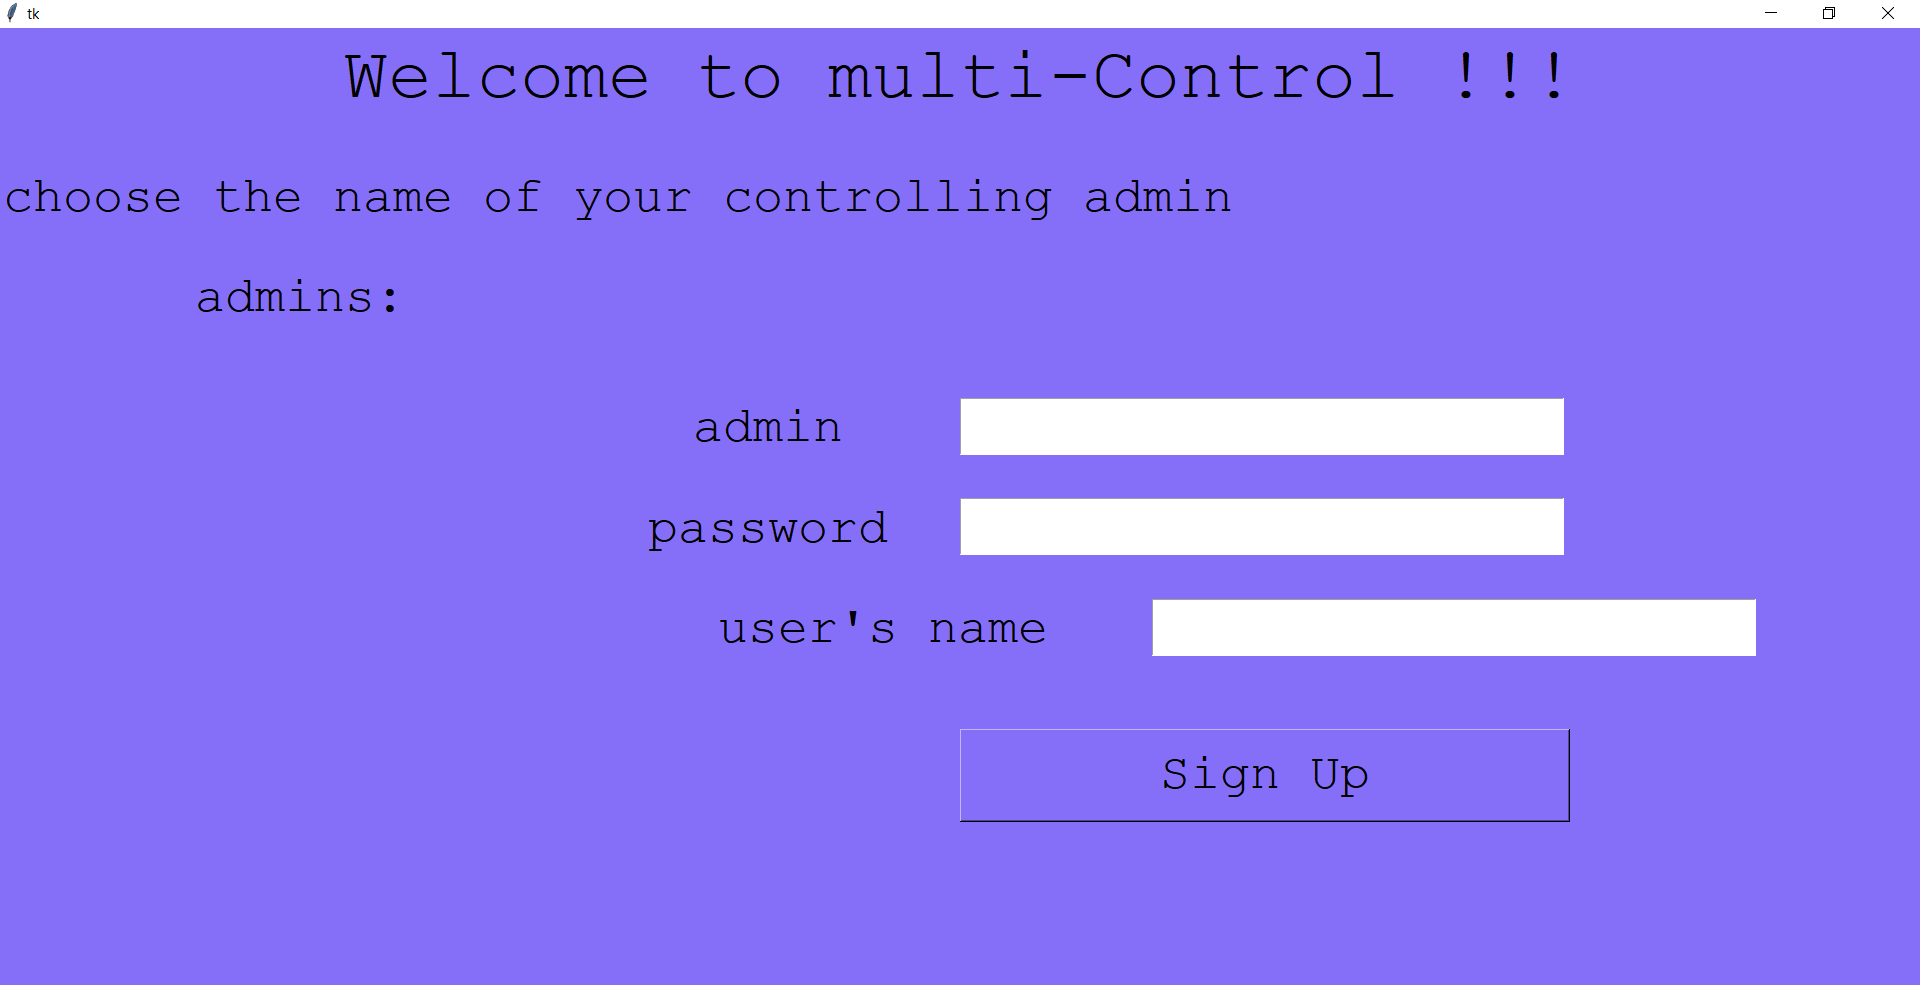 tk
Welcome to multi-Control !!!
choose the name of your controlling admin
admins:
admin
password
user's name
Sign Up